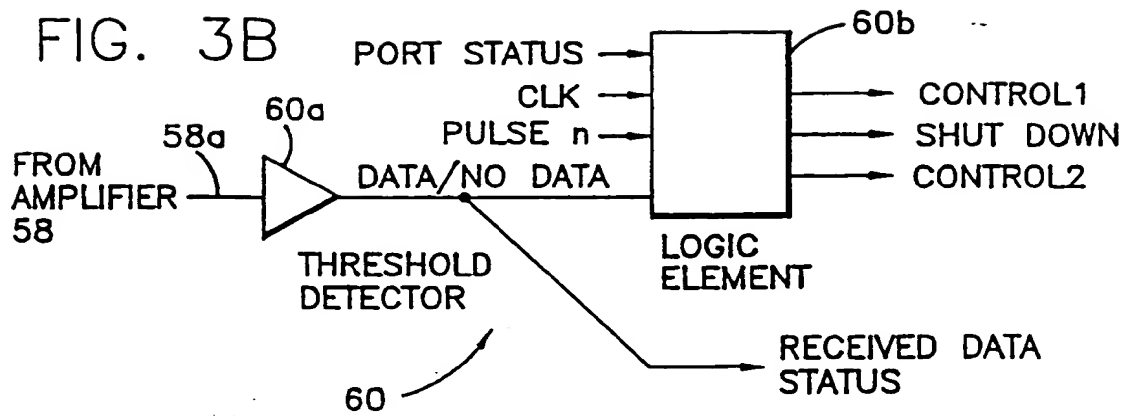 FIG. 3B
60b
PORT STATUS
CLK
PULSE n
CONTROL1
SHUT DOWN
CONTROL2
58a
60a
FROM
AMPLIFIER
58
DATA/NO DATA
THRESHOLD
DETECTOR
LOGIC
ELEMENT
60
RECEIVED DATA
STATUS